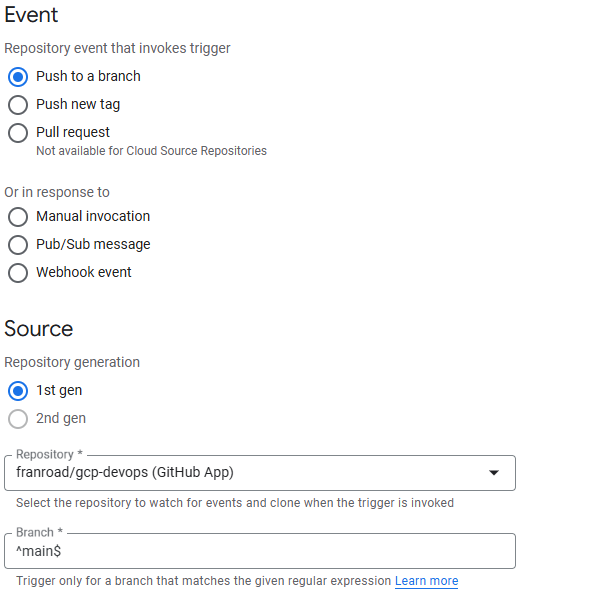 Event
Repository event that invokes trigger
Push to a branch
Push new tag
Pull request
Not available for Cloud Source Repositories
Or in response to
Manual invocation
Pub/Sub message
Webhook event
Source
Repository generation
1st gen
2nd gen
Repository *
franroad/gcp-devops (GitHub App)
Select the repository to watch for events and clone when the trigger is invoked
Branch *
^main$
Trigger only for a branch that matches the given regular expression Learn more